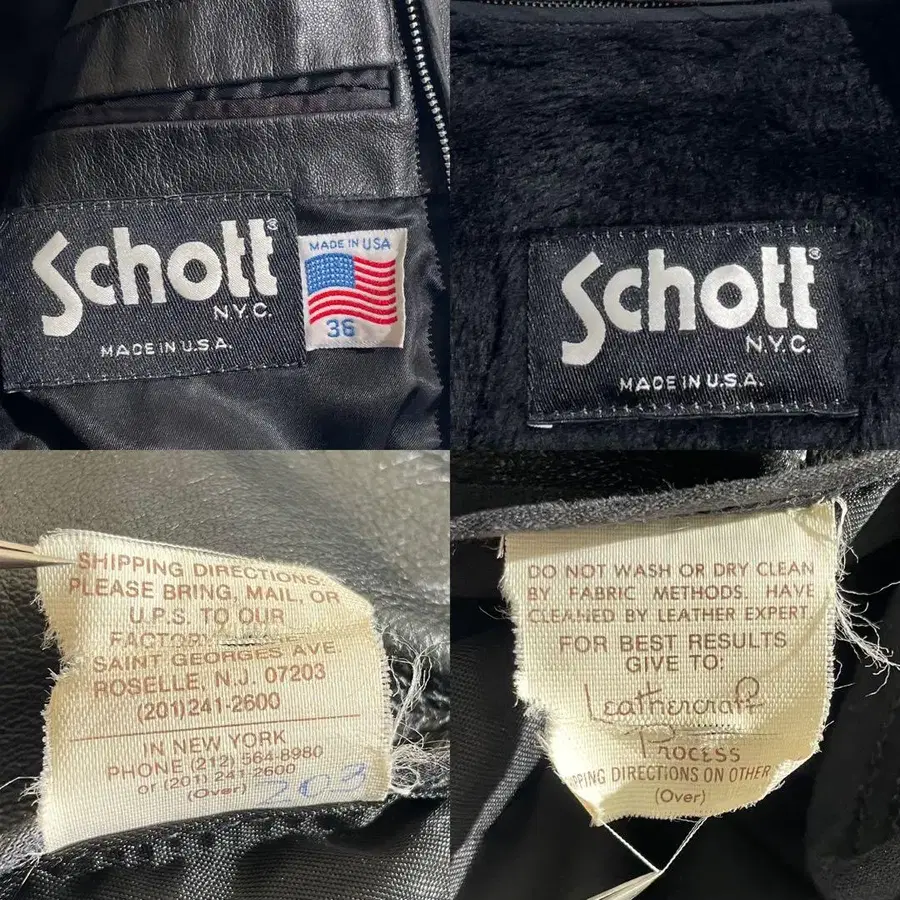 Schott®
N.Y.C.
MADE IN U.S.A.
MADE IN USA
36
Schott®
N.Y.C.
MADE IN U.S.A.
SHIPPING DIRECTIONS:
PLEASE BRING, MAIL, OR
U.P.S. TO OUR
FACTORY
SAINT GEORGES AVE
ROSELLE, N.J. 07203
(201)241-2600
IN NEW YORK
PHONE (212) 564-8980
or (201) 241 2600
(Over) 203
DO NOT WASH OR DRY CLEAN
BY FABRIC METHODS. HAVE
CLEANED BY LEATHER EXPERT
FOR BEST RESULTS
GIVE TO:
Leathercraft
PROCESS
PPING DIRECTIONS ON OTHER
(Over)